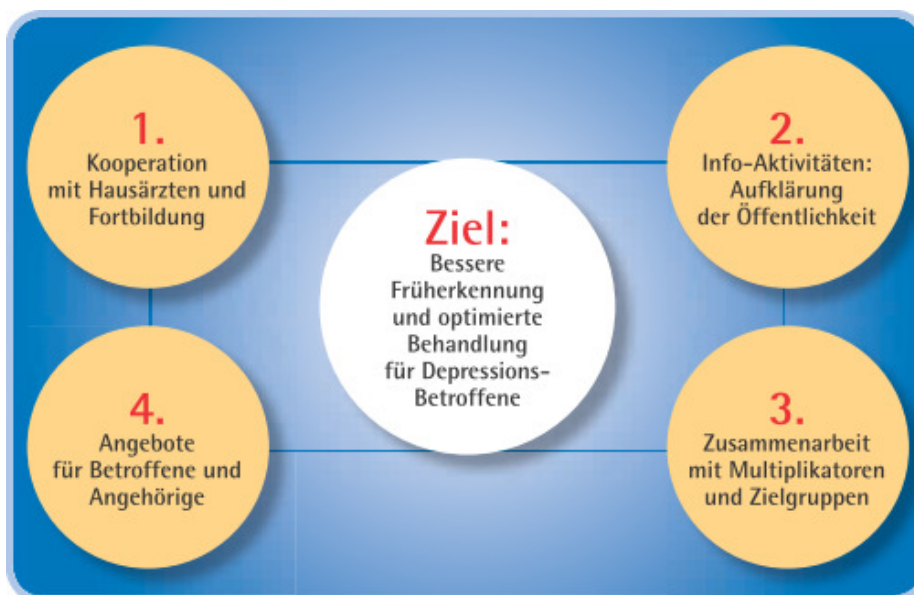 1.
Kooperation
mit Hausärzten und
Fortbildung
2.
Info-Aktivitäten:
Aufklärung
der Öffentlichkeit
Ziel:
Bessere
Früherkennung
und optimierte
Behandlung
für Depressions-
Betroffene
3.
Zusammenarbeit
mit Multiplikatoren
und Zielgruppen
4.
Angebote
für Betroffene und
Angehörige